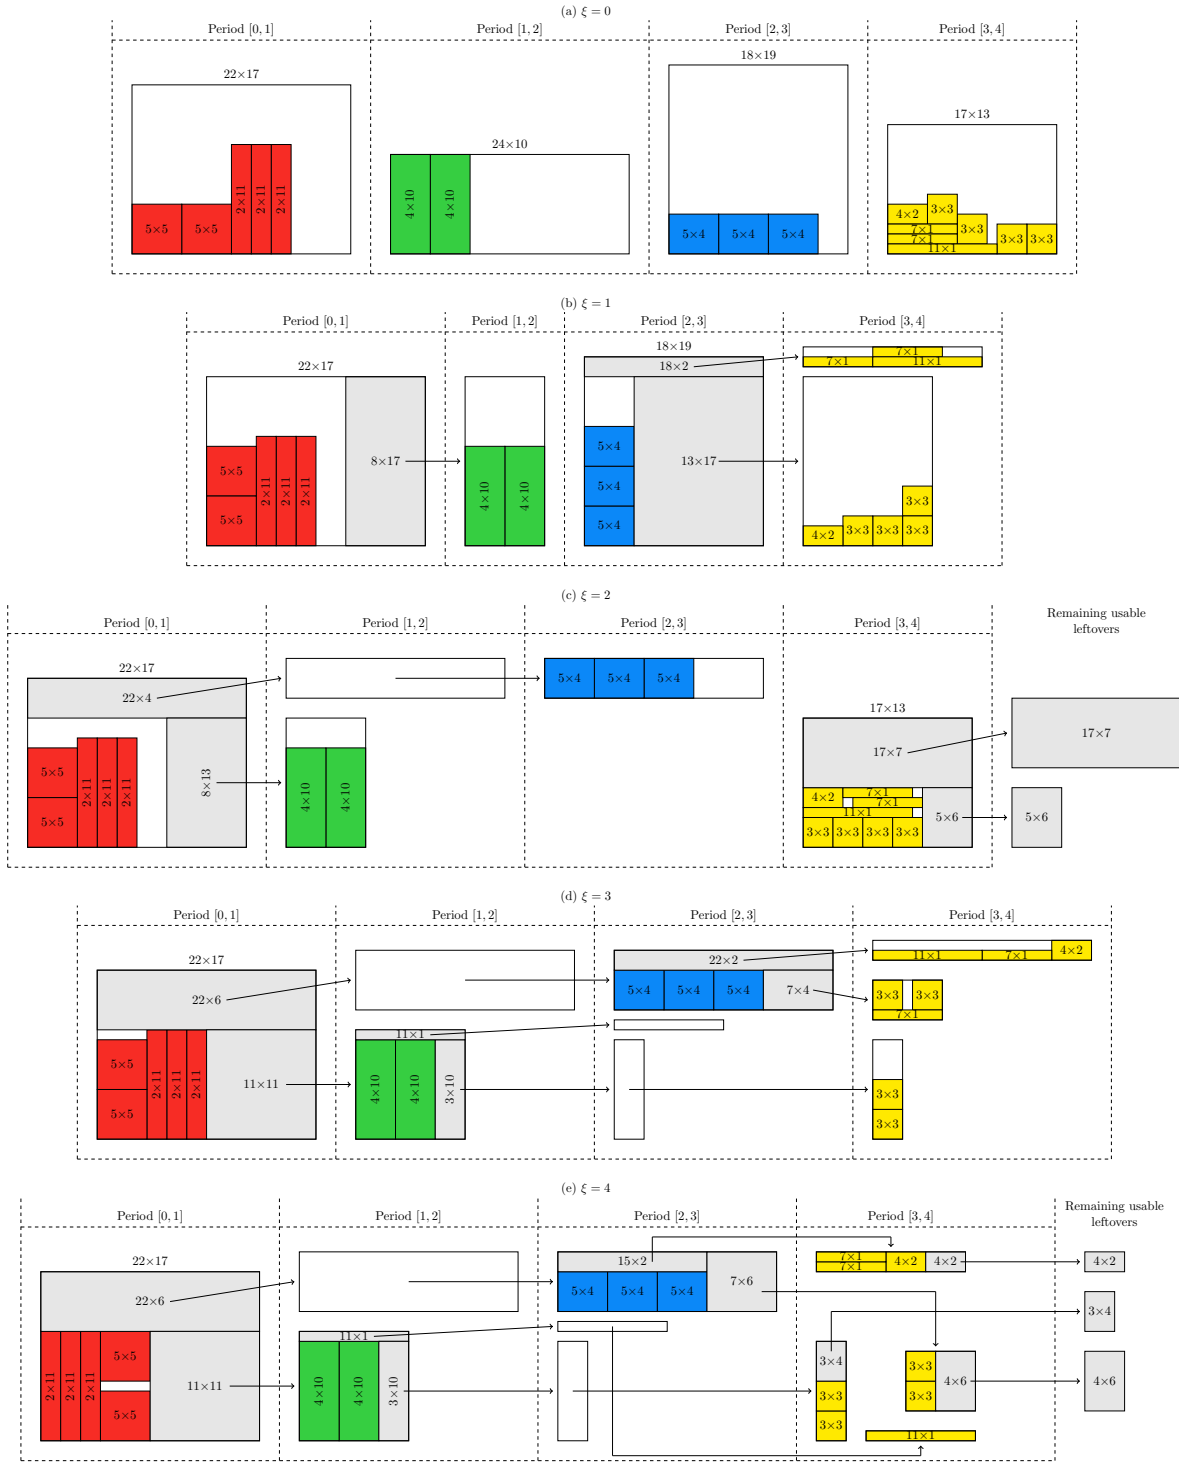 (a) ξ = 0
Period [0, 1] Period [1, 2] Period [2, 3] Period [3, 4]
22×17 24×10 18×19 17×13
5×5 5×5 2×11 2×11 2×11
4×10 4×10
5×4 5×4 5×4
4×2 3×3 7×1 7×1 3×3 11×1 3×3 3×3
(b) ξ = 1
Period [0, 1] Period [1, 2] Period [2, 3] Period [3, 4]
22×17
5×5 5×5 2×11 2×11 2×11 8×17
4×10 4×10
18×19
18×2
5×4 5×4 5×4 13×17
7×1 7×1 11×1
3×3 4×2 3×3 3×3 3×3
(c) ξ = 2
Period [0, 1] Period [1, 2] Period [2, 3] Period [3, 4]
Remaining usable
leftovers
22×17
22×4
5×5 5×5 2×11 2×11 2×11 8×13
4×10 4×10
5×4 5×4 5×4
17×13
17×7
4×2 7×1 7×1 11×1 5×6
3×3 3×3 3×3 3×3
17×7
5×6
(d) ξ = 3
Period [0, 1] Period [1, 2] Period [2, 3] Period [3, 4]
22×17
22×6
5×5 5×5 2×11 2×11 2×11 11×11
11×1
4×10 4×10 3×10
22×2
5×4 5×4 5×4 7×4
11×1 7×1 4×2
3×3 3×3
7×1
3×3
3×3
(e) ξ = 4
Period [0, 1] Period [1, 2] Period [2, 3] Period [3, 4]
Remaining usable
leftovers
22×17
22×6
2×11 2×11 2×11 5×5 5×5 11×11
11×1
4×10 4×10 3×10
15×2 7×6
5×4 5×4 5×4
7×1 7×1 4×2 4×2
3×4 3×3 3×3
3×3 3×3 4×6
11×1
4×2
3×4
4×6